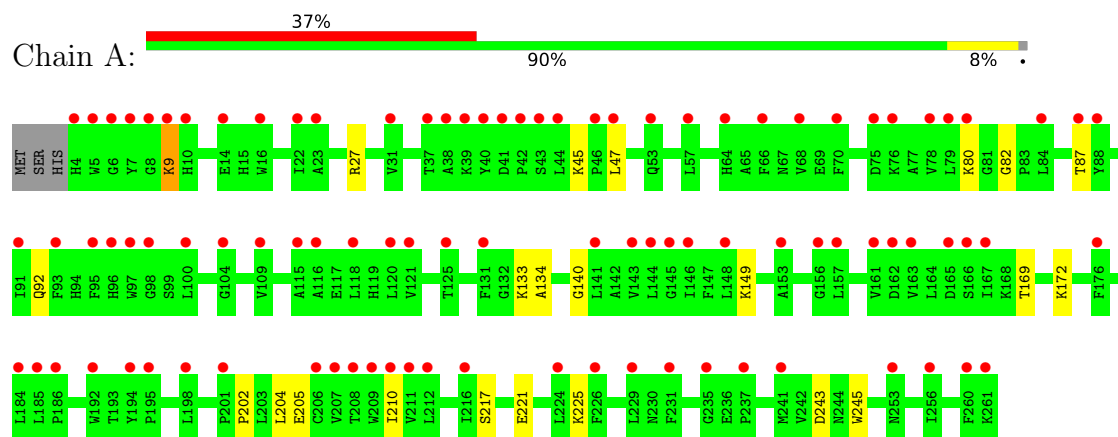 37%
Chain A:
90% 8% •
MET SER HIS H4 W5 G6 Y7 G8 K9 H10 E14 H15 W16 I22 A23 R27 V31 T37 A38 K39 Y40 D41 P42 S43 L44 K45 P46 L47 Q53 L57 H64 A65 F66 N67 V68 E69 F70 D75 K76 A77 V78 L79 K80 G81 G82 P83 L84 T87 Y88
I91 Q92 F93 H94 F95 H96 W97 G98 S99 L100 G104 V109 A115 A116 E117 L118 H119 L120 V121 T125 F131 G132 K133 A134 G140 L141 A142 V143 L144 G145 I146 F147 L148 K149 A153 G156 L157 V161 D162 V163 L164 D165 S166 I167 K168 T169 K172 F176
L184 L185 P186 W192 T193 Y194 P195 L198 P201 P202 L203 L204 E205 C206 V207 T208 W209 I210 V211 L212 I216 S217 E221 L224 K225 F226 L229 N230 F231 G235 E236 P237 M241 V242 D243 N244 W245 N253 I256 F260 K261